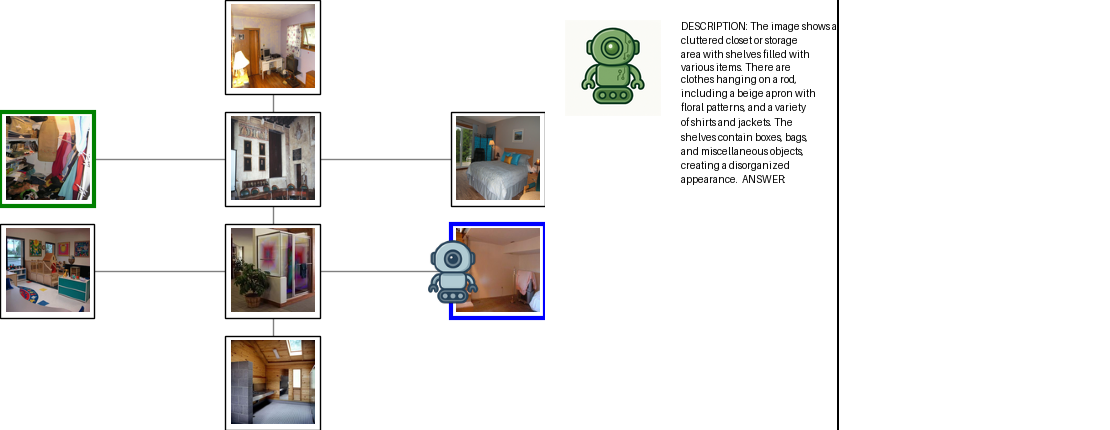 DESCRIPTION: The image shows a
cluttered closet or storage
area with shelves filled with
various items. There are
clothes hanging on a rod,
including a beige apron with
floral patterns, and a variety
of shirts and jackets. The
shelves contain boxes, bags,
and miscellaneous objects,
creating a disorganized
appearance. ANSWER: